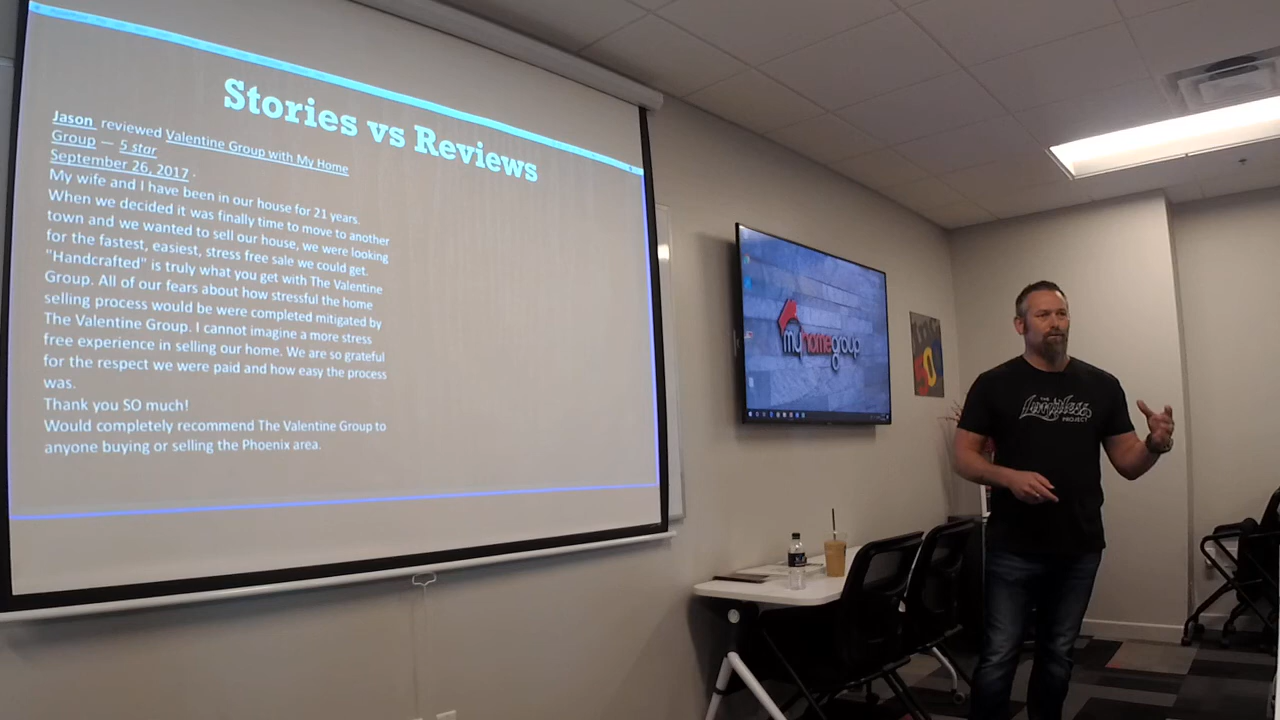 Stories vs Reviews
Jason reviewed Valentine Group with My Home
Group — 5 star
September 26, 2017 ·
My wife and I have been in our house for 21 years.
When we decided it was finally time to move to another
town and we wanted to sell our house, we were looking
for the fastest, easiest, stress free sale we could get.
"Handcrafted" is truly what you get with The Valentine
Group. All of our fears about how stressful the home
selling process would be were completed mitigated by
The Valentine Group. I cannot imagine a more stress
free experience in selling our home. We are so grateful
for the respect we were paid and how easy the process
was.
Thank you SO much!
Would completely recommend The Valentine Group to
anyone buying or selling the Phoenix area.
myhomegroup
THE
PROJECT